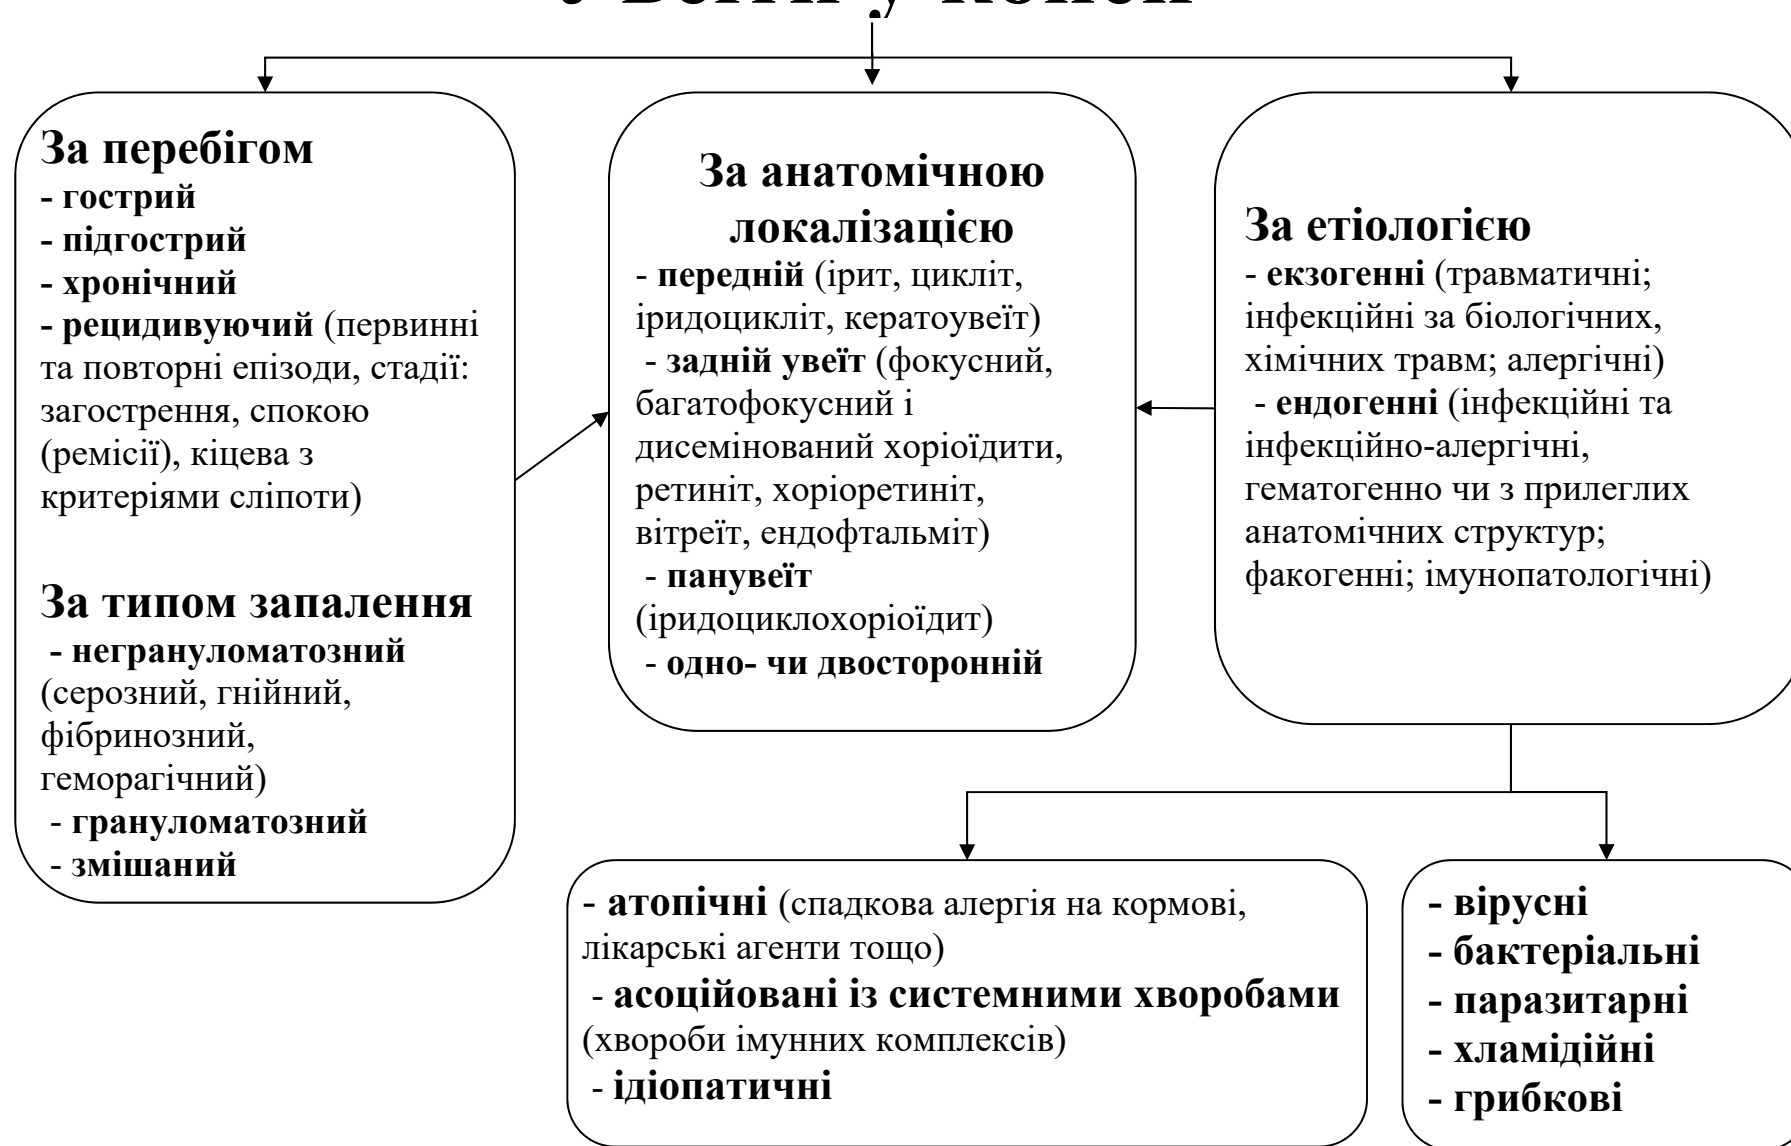 у коней
За перебігом
- гострий
- підгострий
- хронічний
- рецидивуючий (первинні
та повторні епізоди, стадії:
загострення, спокою
(ремісії), кіцева з
критеріями сліпоти)
За типом запалення
- негрануломатозний
(серозний, гнійний,
фібринозний,
геморагічний)
- грануломатозний
- змішаний
За анатомічною
локалізацією
- передній (ірит, цикліт,
іридоцикліт, кератоувеїт)
- задній увеїт (фокусний,
багатофокусний і
дисемінований хоріоїдити,
ретиніт, хоріоретиніт,
вітреїт, ендофтальміт)
- панувеїт
(іридоциклохоріоїдит)
- одно- чи двосторонній
За етіологією
- екзогенні (травматичні;
інфекційні за біологічних,
хімічних травм; алергічні)
- ендогенні (інфекційні та
інфекційно-алергічні,
гематогенно чи з прилеглих
анатомічних структур;
факогенні; імунопатологічні)
- атопічні (спадкова алергія на кормові,
лікарські агенти тощо)
- асоційовані із системними хворобами
(хвороби імунних комплексів)
- ідіопатичні
- вірусні
- бактеріальні
- паразитарні
- хламідійні
- грибкові